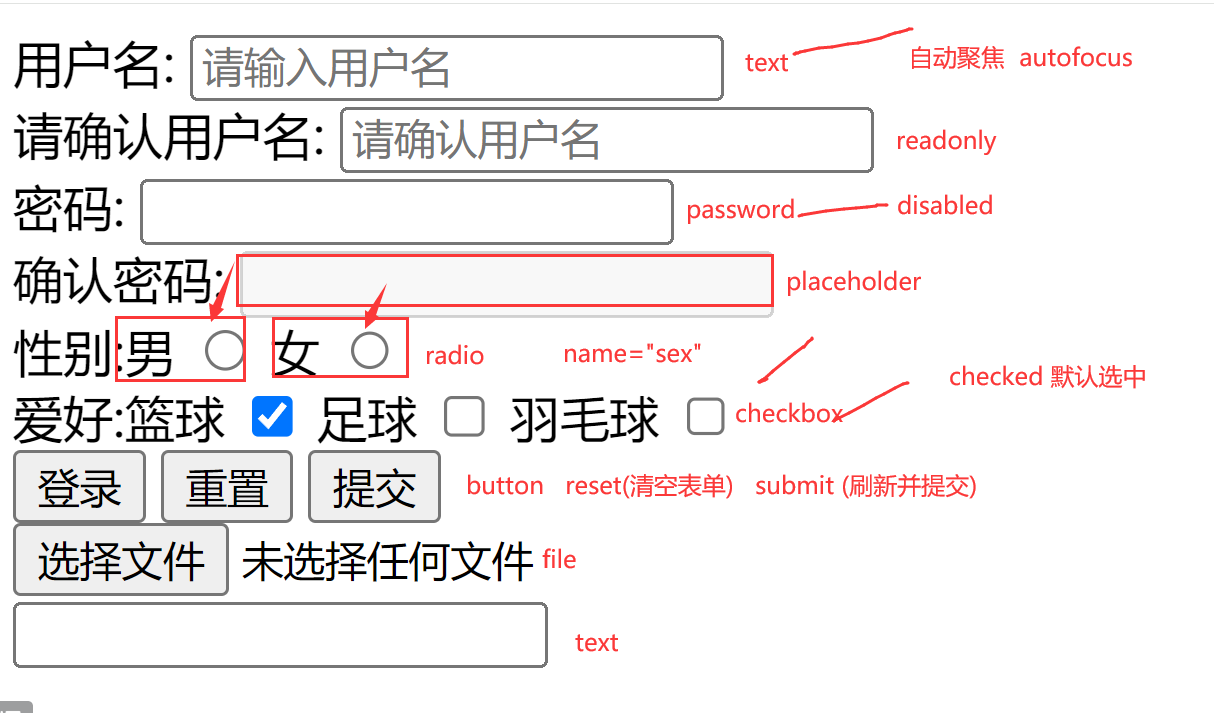 用户名: 请输入用户名 text 自动聚焦 autofocus
请确认用户名: 请确认用户名 readonly
密码: password disabled
确认密码: placeholder
性别:男 女 radio name="sex"
checked 默认选中
爱好:篮球 足球 羽毛球 checkbox
登录 重置 提交 button reset(清空表单) submit (刷新并提交)
选择文件 未选择任何文件 file
text